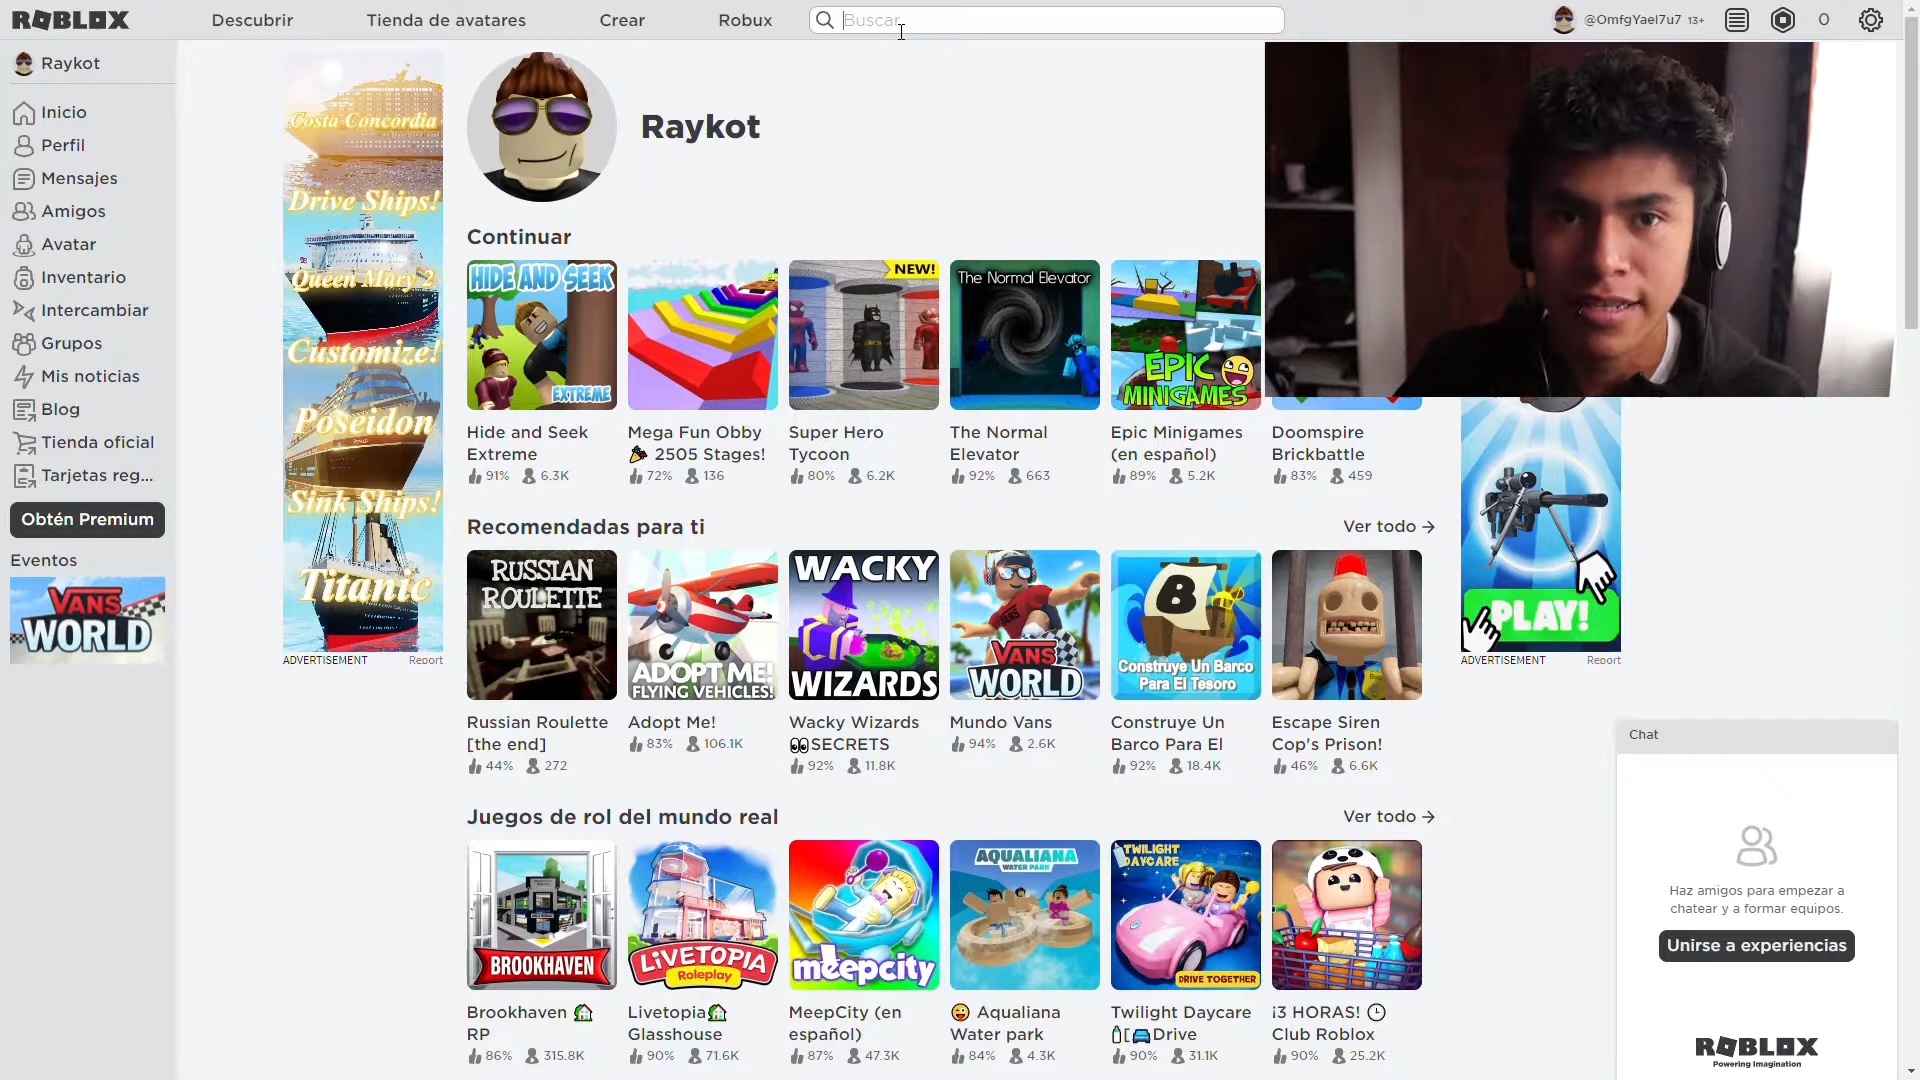 ROBLOX
Descubrir
Tienda de avatares
Crear
Robux
Buscar
@OmfgYael7u7 13+
0
Raykot
Inicio
Perfil
Mensajes
Amigos
Avatar
Inventario
Intercambiar
Grupos
Mis noticias
Blog
Tienda oficial
Tarjetas reg...
Obtén Premium
Eventos
VANS
WORLD
Costa Concordia
Drive Ships!
Queen Mary 2
Customize!
Poseidon
Sink Ships!
Titanic
ADVERTISEMENT
Report
Raykot
Continuar
HIDE AND SEEK
EXTREME
NEW!
The Normal Elevator
EPIC
MINIGAMES
Hide and Seek
Extreme
91% 6.3K
Mega Fun Obby
🎉 2505 Stages!
72% 136
Super Hero
Tycoon
80% 6.2K
The Normal
Elevator
92% 663
Epic Minigames
(en español)
89% 5.2K
Doomspire
Brickbattle
83% 459
Recomendadas para ti
Ver todo →
RUSSIAN
ROULETTE
ADOPT ME!
FLYING VEHICLES!
WACKY
WIZARDS
VANS
WORLD
B
Construye Un Barco
Para El Tesoro
Russian Roulette
[the end]
44% 272
Adopt Me!
83% 106.1K
Wacky Wizards
👀SECRETS
92% 11.8K
Mundo Vans
94% 2.6K
Construye Un
Barco Para El
92% 18.4K
Escape Siren
Cop's Prison!
46% 6.6K
PLAY!
ADVERTISEMENT
Report
Juegos de rol del mundo real
Ver todo →
BROOKHAVEN
LIVETOPIA
Roleplay
meepcity
AQUALIANA
WATER PARK
TWILIGHT
DAYCARE
DRIVE TOGETHER
Brookhaven 🏡
RP
86% 315.8K
Livetopia🏡
Glasshouse
90% 71.6K
MeepCity (en
español)
87% 47.3K
😜 Aqualiana
Water park
84% 4.3K
Twilight Daycare
🍼[🚘Drive
90% 31.1K
¡3 HORAS! 🕒
Club Roblox
90% 25.2K
Chat
Haz amigos para empezar a
chatear y a formar equipos.
Unirse a experiencias
ROBLOX
Powering Imagination